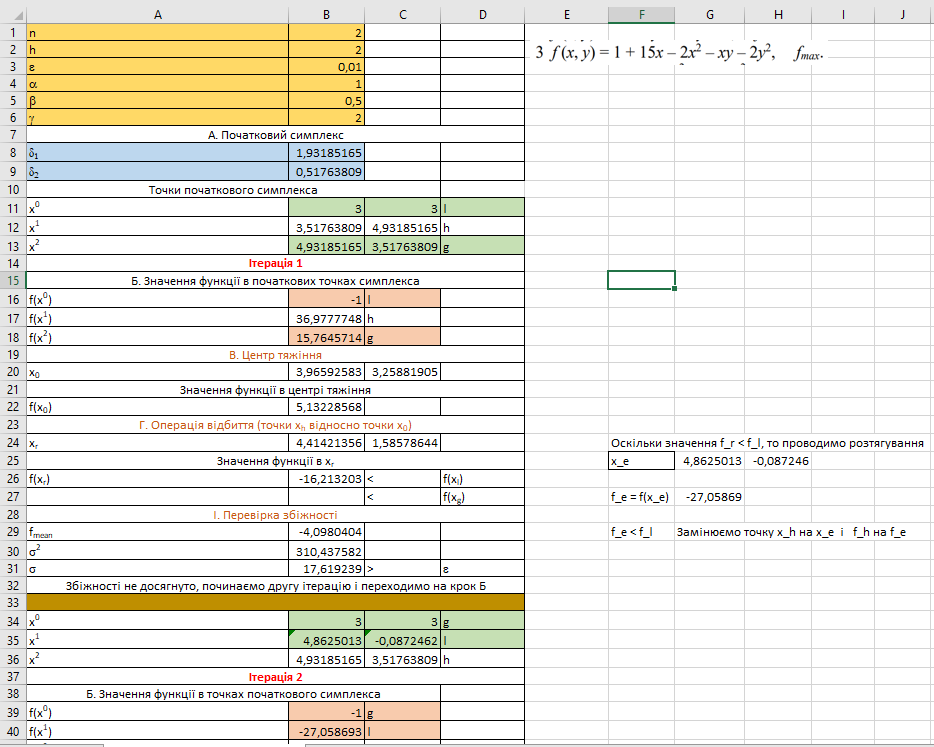 A B C D E F G H I J
1 n 2
2 h 2
3 ε 0,01
4 α 1
5 β 0,5
6 γ 2
3 f(x, y) = 1 + 15x – 2x² – xy – 2y², f_max.
7 А. Початковий симплекс
8 δ₁ 1,93185165
9 δ₂ 0,51763809
10 Точки початкового симплекса
11 x⁰ 3 3 l
12 x¹ 3,51763809 4,93185165 h
13 x² 4,93185165 3,51763809 g
14 Ітерація 1
15 Б. Значення функції в початкових точках симплекса
16 f(x⁰) -1 l
17 f(x¹) 36,9777748 h
18 f(x²) 15,7645714 g
19 В. Центр тяжіння
20 x₀ 3,96592583 3,25881905
21 Значення функції в центрі тяжіння
22 f(x₀) 5,13228568
23 Г. Операція відбиття (точки xₕ відносно точки x₀)
24 xᵣ 4,41421356 1,58578644 Оскільки значення f_r < f_l, то проводимо розтягування
25 Значення функції в xᵣ x_e 4,8625013 -0,087246
26 f(xᵣ) -16,213203 < f(xₗ)
27 < f(x_g) f_e = f(x_e) -27,05869
28 І. Перевірка збіжності
29 f_mean -4,0980404 f_e < f_l Замінюємо точку x_h на x_e і f_h на f_e
30 σ² 310,437582
31 σ 17,619239 > ε
32 Збіжності не досягнуто, починаємо другу ітерацію і переходимо на крок Б
33
34 x⁰ 3 3 g
35 x¹ 4,8625013 -0,0872462 l
36 x² 4,93185165 3,51763809 h
37 Ітерація 2
38 Б. Значення функції в точках початкового симплекса
39 f(x⁰) -1 g
40 f(x¹) -27,058693 l